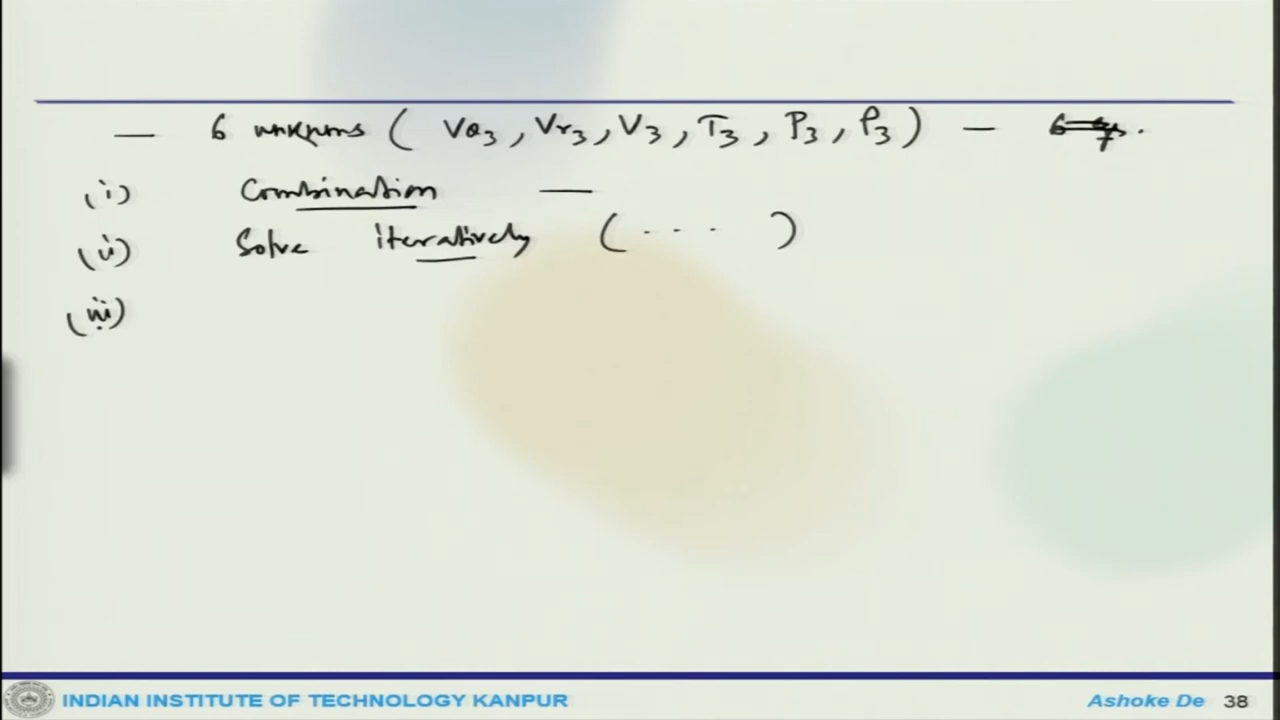 — 6 unknowns ( Vθ3 , Vr3 , V3 , T3 , P3 , ρ3 ) — 6 eqs.
(i) Combination —
(ii) Solve iteratively ( . . . )
(iii)
INDIAN INSTITUTE OF TECHNOLOGY KANPUR Ashoke De 38